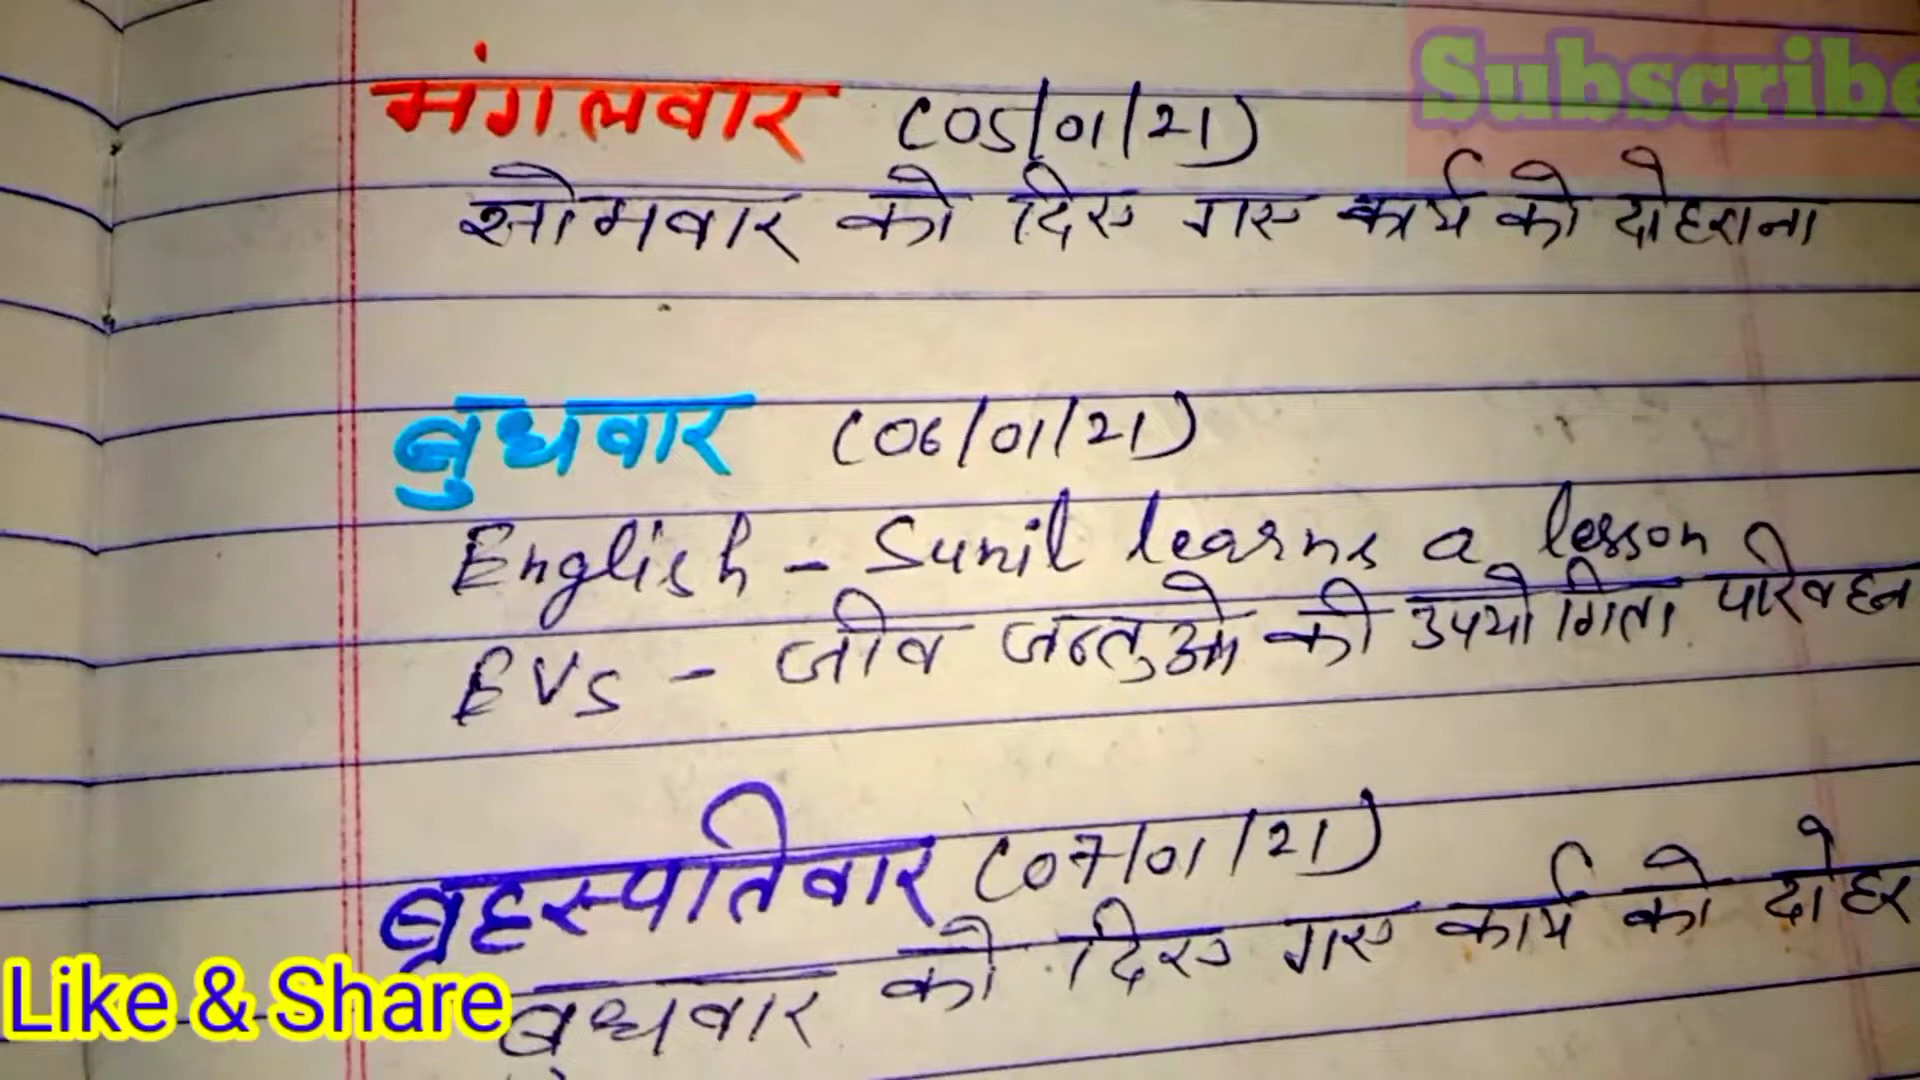 Subscribe
मंगलवार (05/01/21)
सोमवार को दिए गए कार्य को दोहराना
बुधवार (06/01/21)
English - Sunil learns a lesson
EVS - जीव जन्तुओ की उपयोगिता परिवहन
ब्रहस्पतिवार (07/01/21)
बुधवार को दिए गए कार्य को दोहर
Like & Share